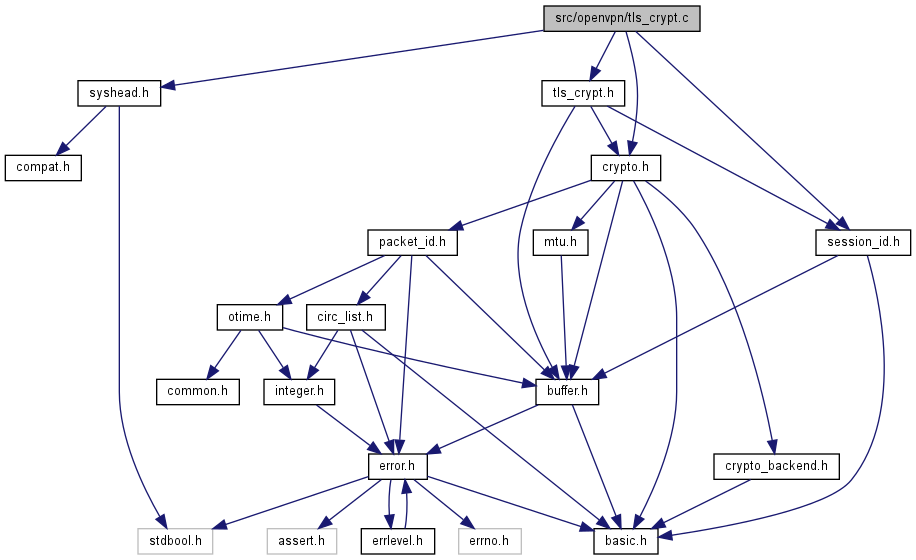 src/openvpn/tls_crypt.c
syshead.h
tls_crypt.h
compat.h
crypto.h
packet_id.h
mtu.h
session_id.h
otime.h
circ_list.h
common.h
integer.h
buffer.h
error.h
crypto_backend.h
stdbool.h
assert.h
errlevel.h
errno.h
basic.h